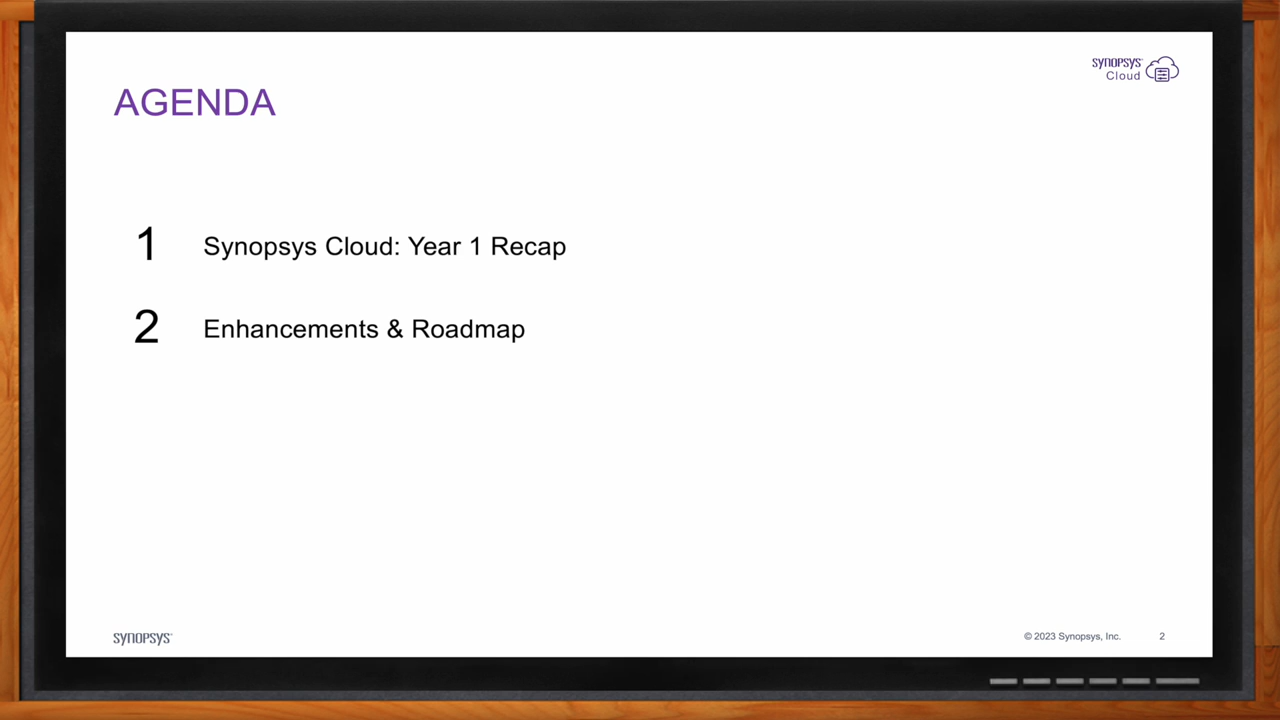 SYNOPSYS
Cloud
AGENDA
1 Synopsys Cloud: Year 1 Recap
2 Enhancements & Roadmap
SYNOPSYS
© 2023 Synopsys, Inc. 2